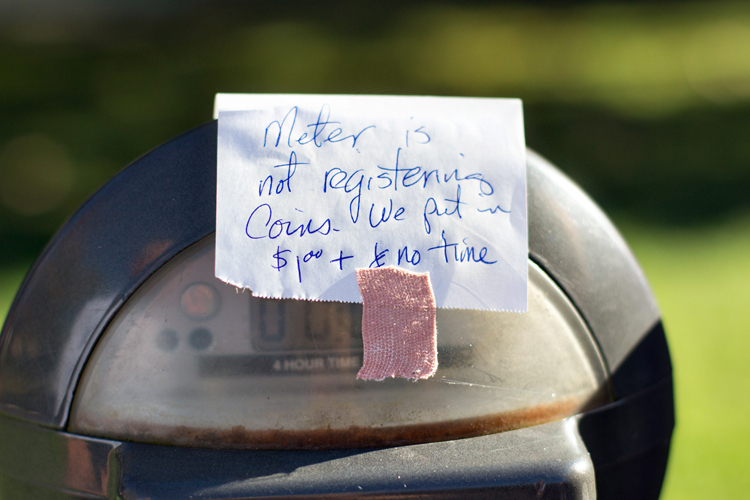 Meter is
not registering
Coins. We put in
$1.00 + no time
4 HOUR TIME